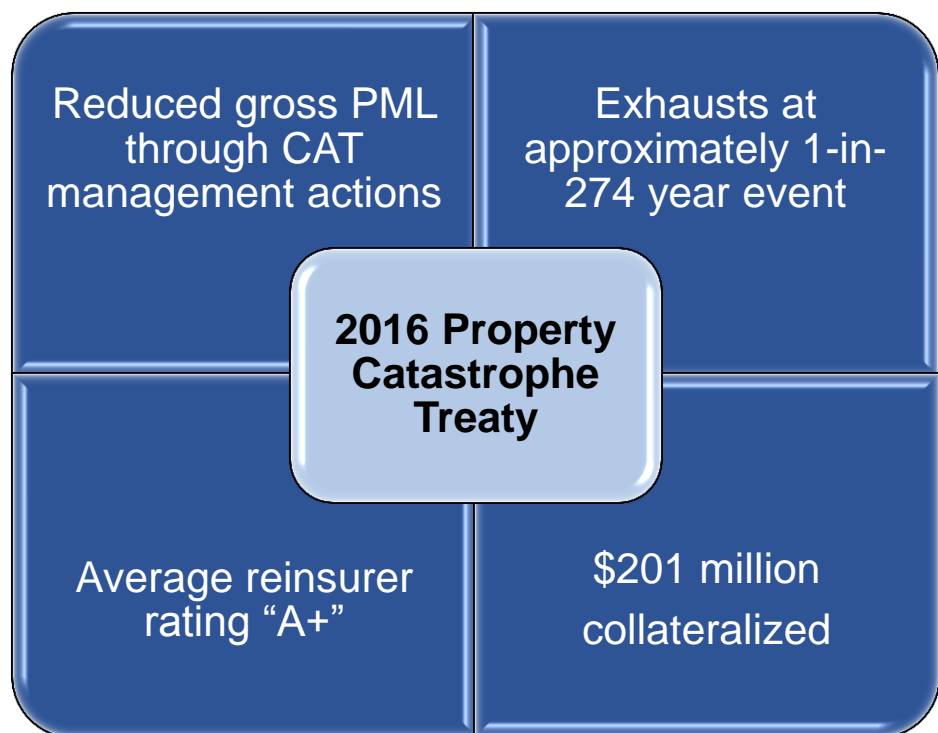 Reduced gross PML
through CAT
management actions
Exhausts at
approximately 1-in-
274 year event
2016 Property
Catastrophe
Treaty
Average reinsurer
rating “A+”
$201 million
collateralized